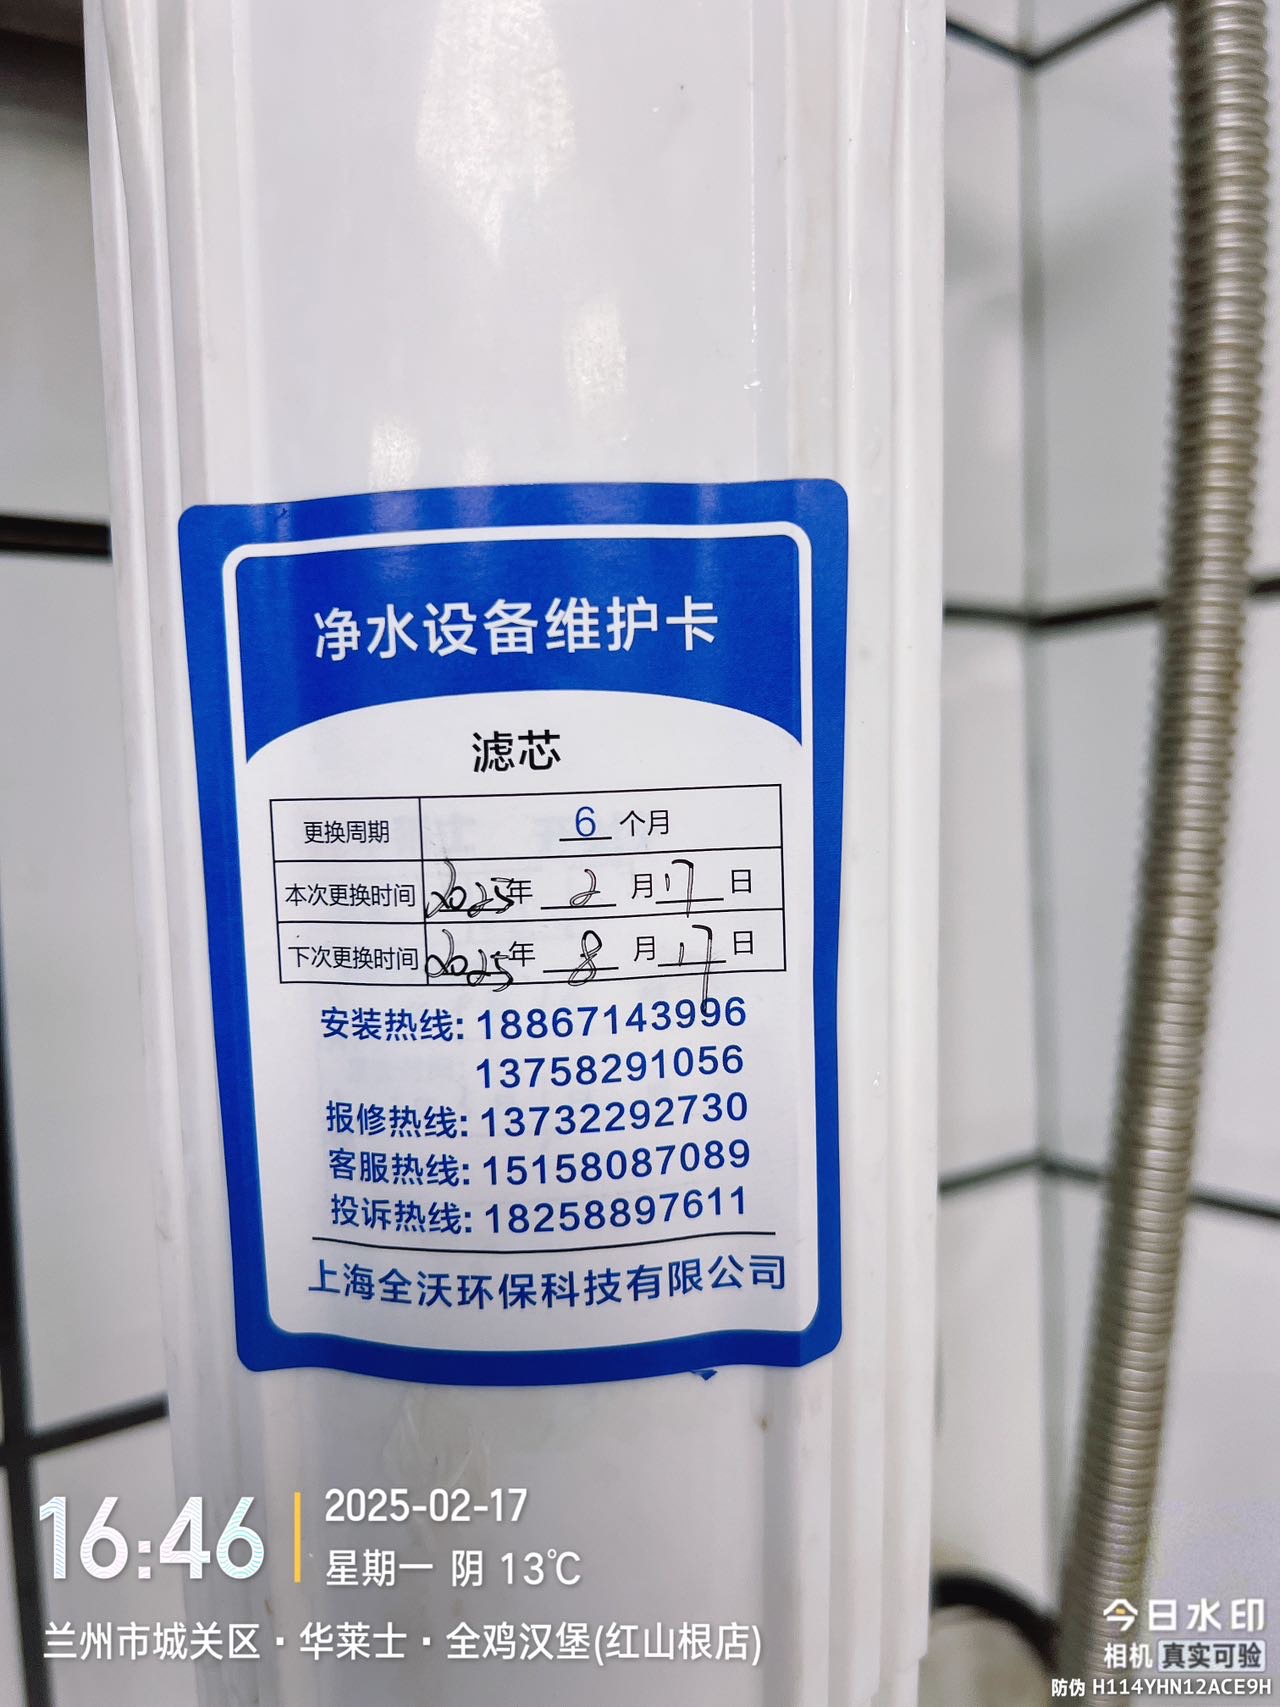 净水设备维护卡
滤芯
更换周期 6 个月
本次更换时间 2025年 2 月 17 日
下次更换时间 2025年 8 月 17 日
安装热线: 18867143996
13758291056
报修热线: 13732292730
客服热线: 15158087089
投诉热线: 18258897611
上海全沃环保科技有限公司
16:46
2025-02-17
星期一 阴 13℃
兰州市城关区·华莱士·全鸡汉堡(红山根店)
今日水印
相机 真实可验
防伪 H114YHN12ACE9H